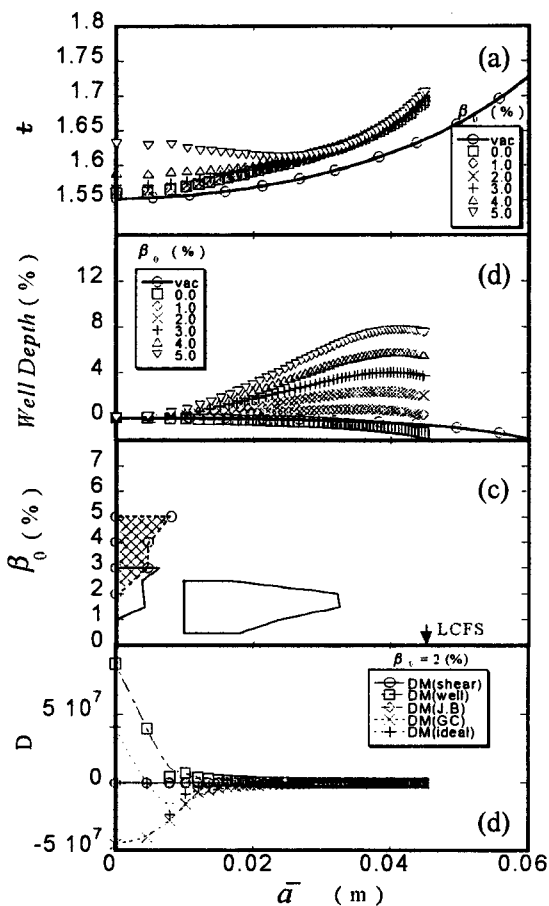 1.8
1.75
1.7
1.65
1.6
1.55
1.5
t
(a)
β₀
(%)
vac
0.0
1.0
2.0
3.0
4.0
5.0
12
8
4
0
Well Depth (%)
(d)
β₀ (%)
vac
0.0
1.0
2.0
3.0
4.0
5.0
7
6
5
4
3
2
1
0
β₀ (%)
(c)
LCFS
5 10⁷
0
-5 10⁷
D
β₀ = 2 (%)
DM(shear)
DM(well)
DM(J.B)
DM(GC)
DM(ideal)
(d)
0 0.02 0.04 0.06
a̅ (m)